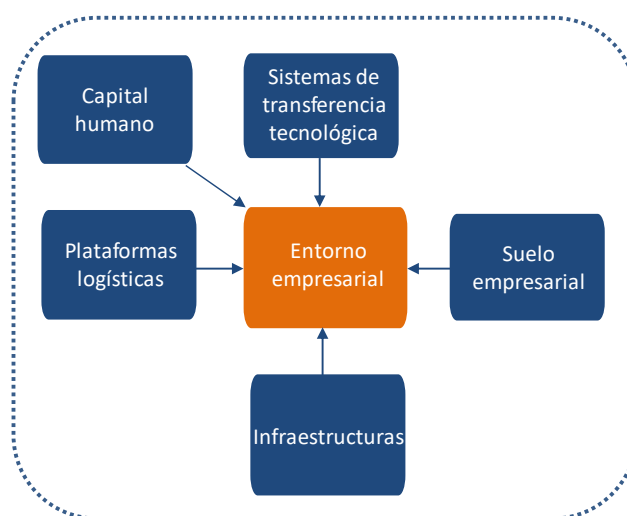 Capital
humano
Sistemas de
transferencia
tecnológica
Plataformas
logísticas
Entorno
empresarial
Suelo
empresarial
Infraestructuras